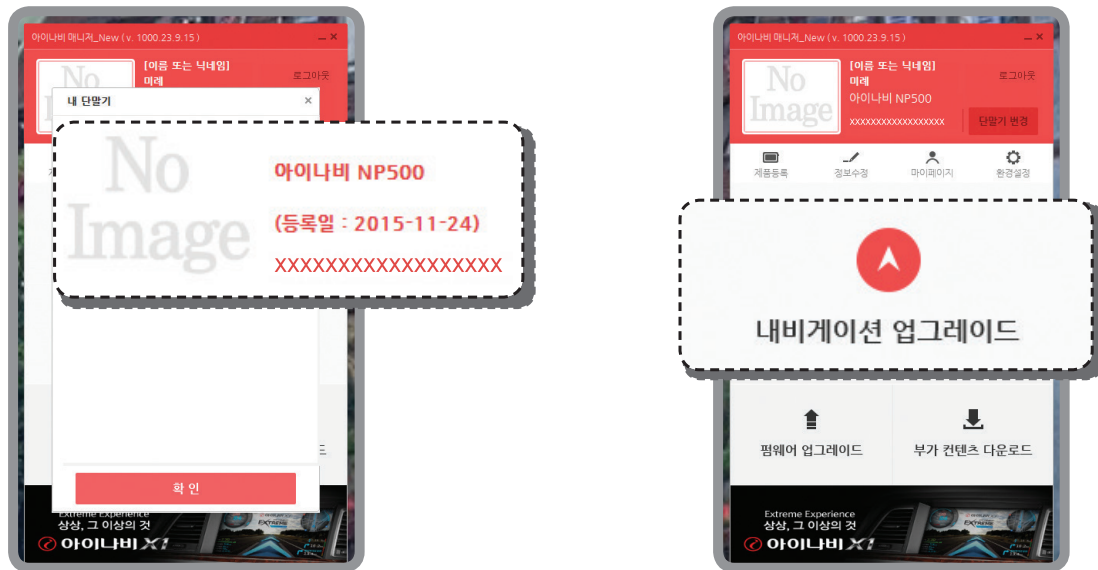 아이나비 매니저_New ( v. 1000.23.9.15 )
No
[이름 또는 닉네임]
미례
로그아웃
내 단말기
No
Image
아이나비 NP500
(등록일 : 2015-11-24)
XXXXXXXXXXXXXXXXXX
드
확 인
Extreme Experience
상상, 그 이상의 것
아이나비 X1
아이나비 매니저_New ( v. 1000.23.9.15 )
No
Image
[이름 또는 닉네임]
미례
로그아웃
아이나비 NP500
xxxxxxxxxxxxxxxxxx
단말기 변경
제품등록
정보수정
마이페이지
환경설정
내비게이션 업그레이드
펌웨어 업그레이드
부가 컨텐츠 다운로드
Extreme Experience
상상, 그 이상의 것
EXTREME
아이나비 X1